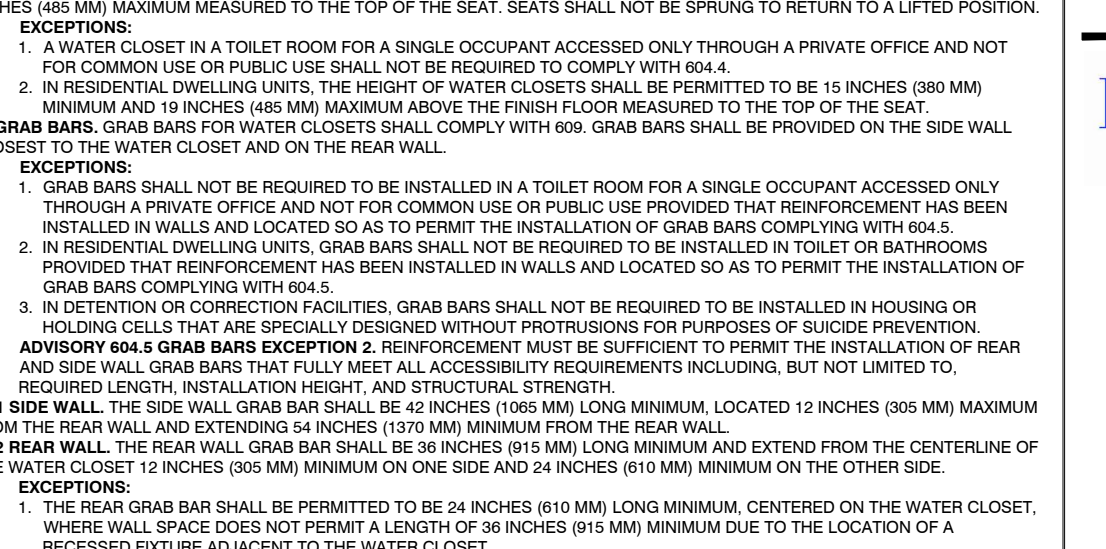 HES (485 MM) MAXIMUM MEASURED TO THE TOP OF THE SEAT. SEATS SHALL NOT BE SPRUNG TO RETURN TO A LIFTED POSITION.
EXCEPTIONS:
1. A WATER CLOSET IN A TOILET ROOM FOR A SINGLE OCCUPANT ACCESSED ONLY THROUGH A PRIVATE OFFICE AND NOT
FOR COMMON USE OR PUBLIC USE SHALL NOT BE REQUIRED TO COMPLY WITH 604.4.
2. IN RESIDENTIAL DWELLING UNITS, THE HEIGHT OF WATER CLOSETS SHALL BE PERMITTED TO BE 15 INCHES (380 MM)
MINIMUM AND 19 INCHES (485 MM) MAXIMUM ABOVE THE FINISH FLOOR MEASURED TO THE TOP OF THE SEAT.
GRAB BARS. GRAB BARS FOR WATER CLOSETS SHALL COMPLY WITH 609. GRAB BARS SHALL BE PROVIDED ON THE SIDE WALL
OSEST TO THE WATER CLOSET AND ON THE REAR WALL.
EXCEPTIONS:
1. GRAB BARS SHALL NOT BE REQUIRED TO BE INSTALLED IN A TOILET ROOM FOR A SINGLE OCCUPANT ACCESSED ONLY
THROUGH A PRIVATE OFFICE AND NOT FOR COMMON USE OR PUBLIC USE PROVIDED THAT REINFORCEMENT HAS BEEN
INSTALLED IN WALLS AND LOCATED SO AS TO PERMIT THE INSTALLATION OF GRAB BARS COMPLYING WITH 604.5.
2. IN RESIDENTIAL DWELLING UNITS, GRAB BARS SHALL NOT BE REQUIRED TO BE INSTALLED IN TOILET OR BATHROOMS
PROVIDED THAT REINFORCEMENT HAS BEEN INSTALLED IN WALLS AND LOCATED SO AS TO PERMIT THE INSTALLATION OF
GRAB BARS COMPLYING WITH 604.5.
3. IN DETENTION OR CORRECTION FACILITIES, GRAB BARS SHALL NOT BE REQUIRED TO BE INSTALLED IN HOUSING OR
HOLDING CELLS THAT ARE SPECIALLY DESIGNED WITHOUT PROTRUSIONS FOR PURPOSES OF SUICIDE PREVENTION.
ADVISORY 604.5 GRAB BARS EXCEPTION 2. REINFORCEMENT MUST BE SUFFICIENT TO PERMIT THE INSTALLATION OF REAR
AND SIDE WALL GRAB BARS THAT FULLY MEET ALL ACCESSIBILITY REQUIREMENTS INCLUDING, BUT NOT LIMITED TO,
REQUIRED LENGTH, INSTALLATION HEIGHT, AND STRUCTURAL STRENGTH.
SIDE WALL. THE SIDE WALL GRAB BAR SHALL BE 42 INCHES (1065 MM) LONG MINIMUM, LOCATED 12 INCHES (305 MM) MAXIMUM
OM THE REAR WALL AND EXTENDING 54 INCHES (1370 MM) MINIMUM FROM THE REAR WALL.
2 REAR WALL. THE REAR WALL GRAB BAR SHALL BE 36 INCHES (915 MM) LONG MINIMUM AND EXTEND FROM THE CENTERLINE OF
E WATER CLOSET 12 INCHES (305 MM) MINIMUM ON ONE SIDE AND 24 INCHES (610 MM) MINIMUM ON THE OTHER SIDE.
EXCEPTIONS:
1. THE REAR GRAB BAR SHALL BE PERMITTED TO BE 24 INCHES (610 MM) LONG MINIMUM, CENTERED ON THE WATER CLOSET,
WHERE WALL SPACE DOES NOT PERMIT A LENGTH OF 36 INCHES (915 MM) MINIMUM DUE TO THE LOCATION OF A
RECESSED FIXTURE ADJACENT TO THE WATER CLOSET